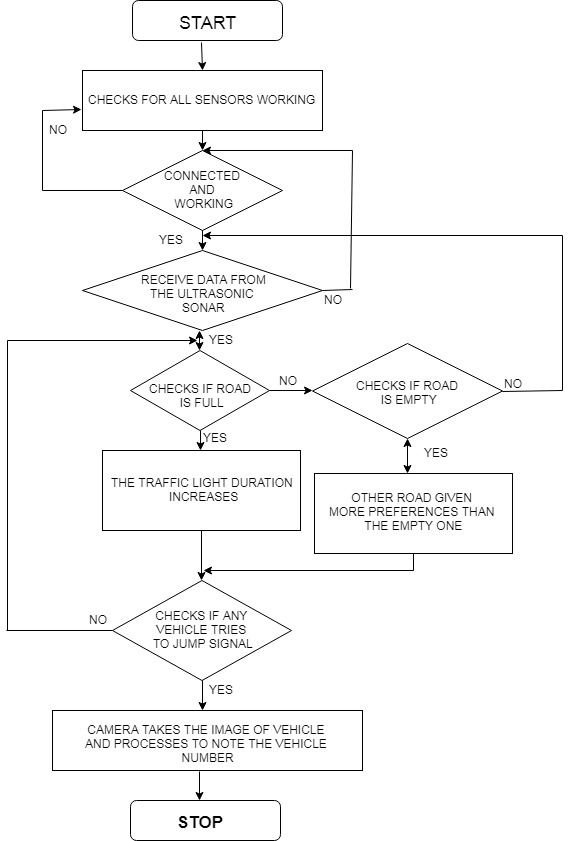 START
CHECKS FOR ALL SENSORS WORKING
NO
CONNECTED
AND
WORKING
YES
RECEIVE DATA FROM
THE ULTRASONIC
SONAR
NO
YES
CHECKS IF ROAD
IS FULL
NO
CHECKS IF ROAD
IS EMPTY
NO
YES
YES
THE TRAFFIC LIGHT DURATION
INCREASES
OTHER ROAD GIVEN
MORE PREFERENCES THAN
THE EMPTY ONE
CHECKS IF ANY
VEHICLE TRIES
TO JUMP SIGNAL
NO
YES
CAMERA TAKES THE IMAGE OF VEHICLE
AND PROCESSES TO NOTE THE VEHICLE
NUMBER
STOP